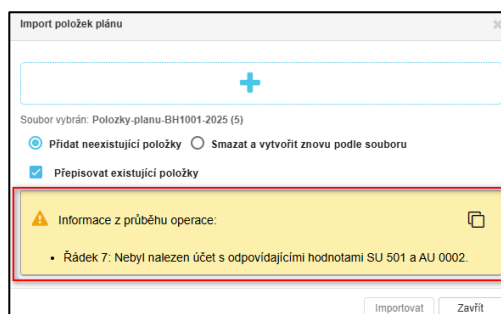 Import položek plánu
Soubor vybrán: Polozky-planu-BH1001-2025 (5)
Přidat neexistující položky Smazat a vytvořit znovu podle souboru
Přepisovat existující položky
Informace z průběhu operace:
Řádek 7: Nebyl nalezen účet s odpovídajícími hodnotami SU 501 a AU 0002.
Importovat Zavřít